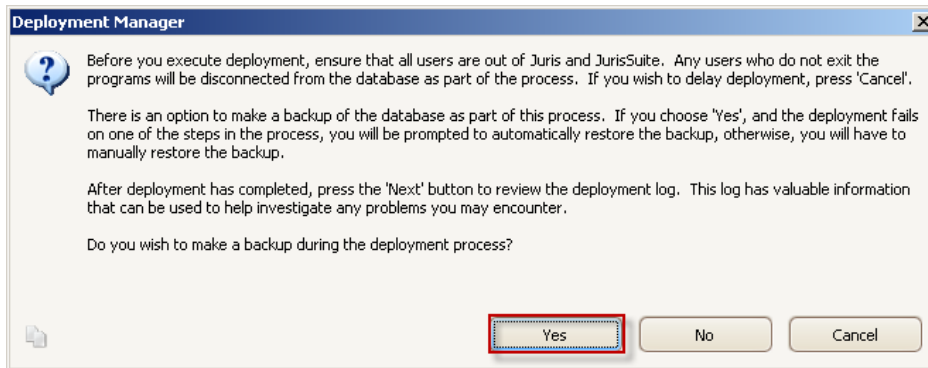 Deployment Manager
Before you execute deployment, ensure that all users are out of Juris and JurisSuite. Any users who do not exit the
programs will be disconnected from the database as part of the process. If you wish to delay deployment, press 'Cancel'.
There is an option to make a backup of the database as part of this process. If you choose 'Yes', and the deployment fails
on one of the steps in the process, you will be prompted to automatically restore the backup, otherwise, you will have to
manually restore the backup.
After deployment has completed, press the 'Next' button to review the deployment log. This log has valuable information
that can be used to help investigate any problems you may encounter.
Do you wish to make a backup during the deployment process?
Yes No Cancel